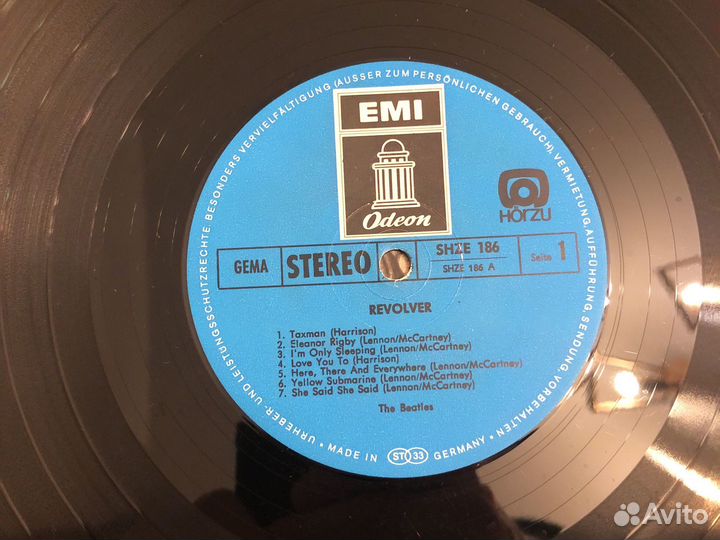 URHEBER- UND LEISTUNGSSCHUTZRECHTE BESONDERS VERVIELFÄLTIGUNG (AUSSER ZUM PERSÖNLICHEN GEBRAUCH), VERMIETUNG, AUFFÜHRUNG, SENDUNG, VORBEHALTEN
EMI
Odeon
HÖRZU
GEMA
STEREO
SHZE 186
SHZE 186 A
Seite 1
REVOLVER
1. Taxman (Harrison)
2. Eleanor Rigby (Lennon/McCartney)
3. I'm Only Sleeping (Lennon/McCartney)
4. Love You To (Harrison)
5. Here, There And Everywhere (Lennon/McCartney)
6. Yellow Submarine (Lennon/McCartney)
7. She Said She Said (Lennon/McCartney)
The Beatles
MADE IN ST 33 GERMANY
Avito